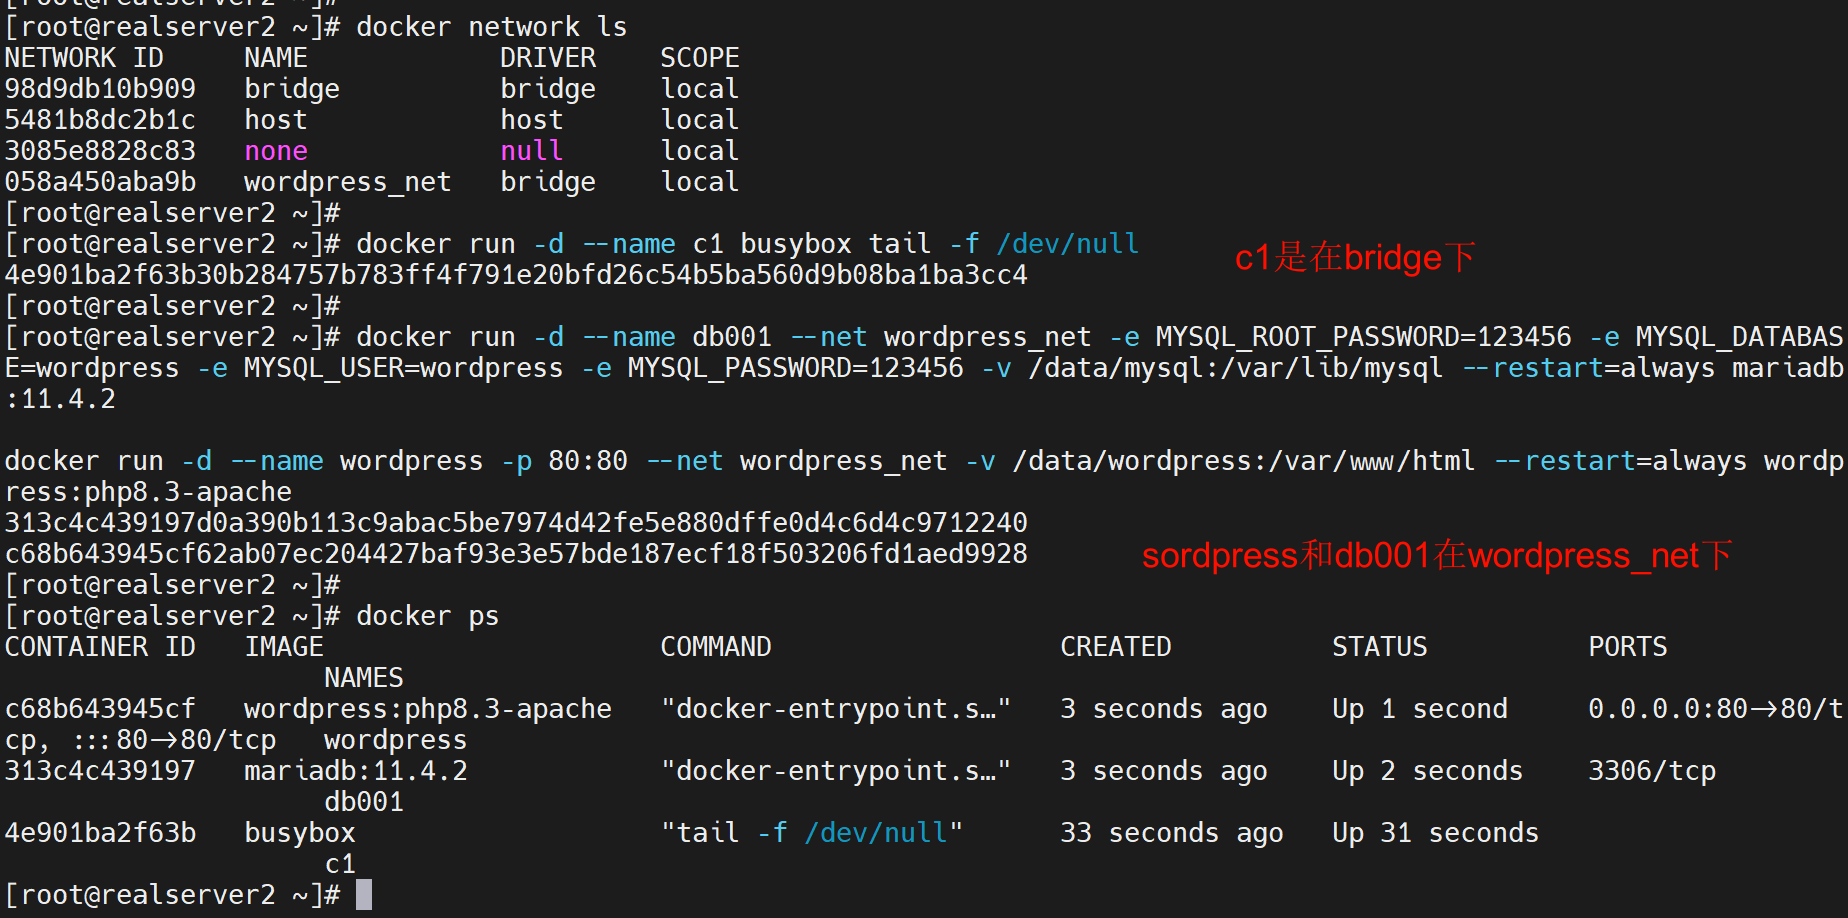 [root@realserver2 ~]#
[root@realserver2 ~]# docker network ls
NETWORK ID     NAME            DRIVER    SCOPE
98d9db10b909   bridge          bridge    local
5481b8dc2b1c   host            host      local
3085e8828c83   none            null      local
058a450aba9b   wordpress_net   bridge    local
[root@realserver2 ~]#
[root@realserver2 ~]# docker run -d --name c1 busybox tail -f /dev/null
c1是在bridge下
4e901ba2f63b30b284757b783ff4f791e20bfd26c54b5ba560d9b08ba1ba3cc4
[root@realserver2 ~]#
[root@realserver2 ~]# docker run -d --name db001 --net wordpress_net -e MYSQL_ROOT_PASSWORD=123456 -e MYSQL_DATABAS
E=wordpress -e MYSQL_USER=wordpress -e MYSQL_PASSWORD=123456 -v /data/mysql:/var/lib/mysql --restart=always mariadb
:11.4.2
docker run -d --name wordpress -p 80:80 --net wordpress_net -v /data/wordpress:/var/www/html --restart=always wordp
ress:php8.3-apache
313c4c439197d0a390b113c9abac5be7974d42fe5e880dffe0d4c6d4c9712240
c68b643945cf62ab07ec204427baf93e3e57bde187ecf18f503206fd1aed9928
sordpress和db001在wordpress_net下
[root@realserver2 ~]#
[root@realserver2 ~]# docker ps
CONTAINER ID   IMAGE                     COMMAND                  CREATED          STATUS          PORTS
                    NAMES
c68b643945cf   wordpress:php8.3-apache   "docker-entrypoint.s…"   3 seconds ago    Up 1 second     0.0.0.0:80->80/t
cp, :::80->80/tcp   wordpress
313c4c439197   mariadb:11.4.2            "docker-entrypoint.s…"   3 seconds ago    Up 2 seconds    3306/tcp
                    db001
4e901ba2f63b   busybox                   "tail -f /dev/null"      33 seconds ago   Up 31 seconds
                    c1
[root@realserver2 ~]#